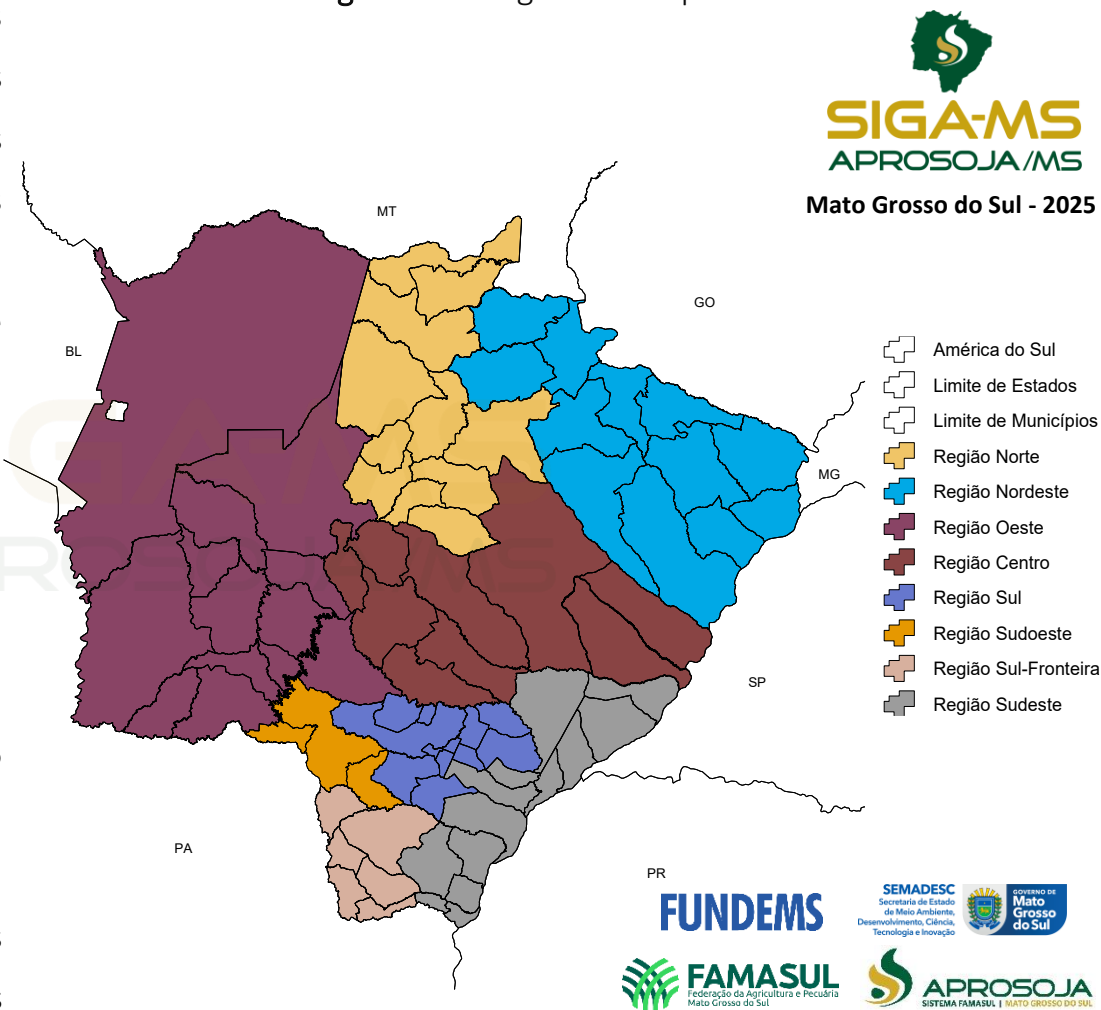 SIGA-MS
APROSOJA/MS
Mato Grosso do Sul - 2025
MT
GO
BL
MG
SP
PA
PR
América do Sul
Limite de Estados
Limite de Municípios
Região Norte
Região Nordeste
Região Oeste
Região Centro
Região Sul
Região Sudoeste
Região Sul-Fronteira
Região Sudeste
FUNDEMS
SEMADESC
Secretaria de Estado
de Meio Ambiente,
Desenvolvimento, Ciência,
Tecnologia e Inovação
GOVERNO DE
Mato
Grosso
do Sul
FAMASUL
Federação da Agricultura e Pecuária
Mato Grosso do Sul
APROSOJA
SISTEMA FAMASUL | MATO GROSSO DO SUL